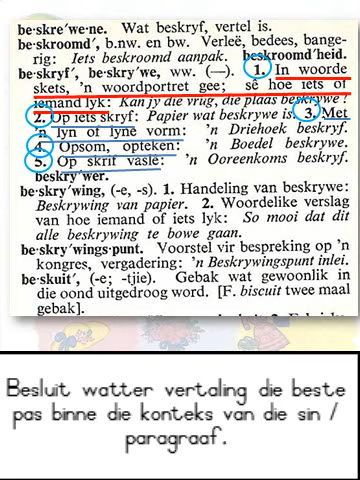 be·skre'we·ne. Wat beskryf, vertel is.
be·skroomd', b.nw. en bw. Verleë, bedees, bange-
rig: Iets beskroomd aanpak. beskroomd'heid.
be·skryf', be·skry'we, ww. (—). 1. In woorde
skets, 'n woordportret gee; sê hoe iets of
iemand lyk: Kan jy die vrug, die plaas beskrywe?
2. Op iets skryf: Papier wat beskrywe is. 3. Met
'n lyn of lyne vorm: 'n Driehoek beskryf.
4. Opsom, opteken: 'n Boedel beskrywe.
5. Op skrif vaslê: 'n Ooreenkoms beskryf.
beskry'wer.
be·skry'wing, (-e, -s). 1. Handeling van beskrywe:
Beskrywing van papier. 2. Woordelike verslag
van hoe iemand of iets lyk: So mooi dat dit
alle beskrywing te bowe gaan.
be·skry'wings·punt. Voorstel vir bespreking op 'n
kongres, vergadering: 'n Beskrywingspunt inlei.
be·skuit', (-e; -tjie). Gebak wat gewoonlik in
die oond uitgedroog word. [F. biscuit twee maal
gebak].
Besluit watter vertaling die beste
pas binne die konteks van die sin /
paragraaf.